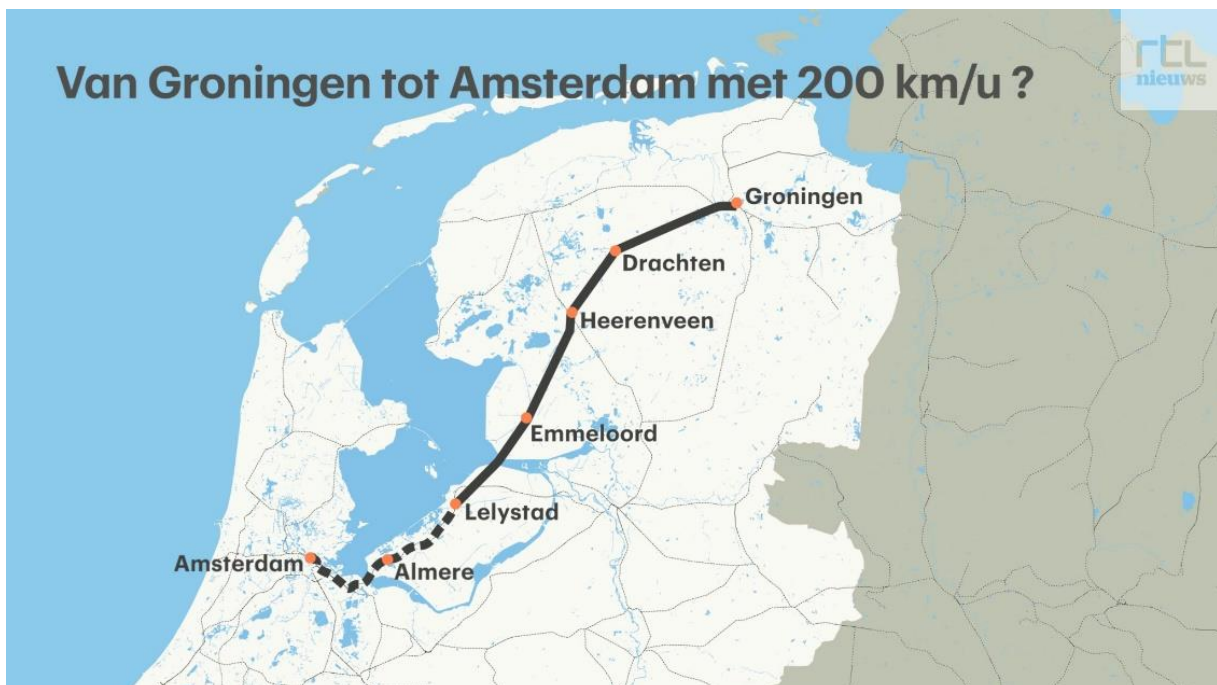 rtl
nieuws
Van Groningen tot Amsterdam met 200 km/u ?
Groningen
Drachten
Heerenveen
Emmeloord
Lelystad
Amsterdam
Almere